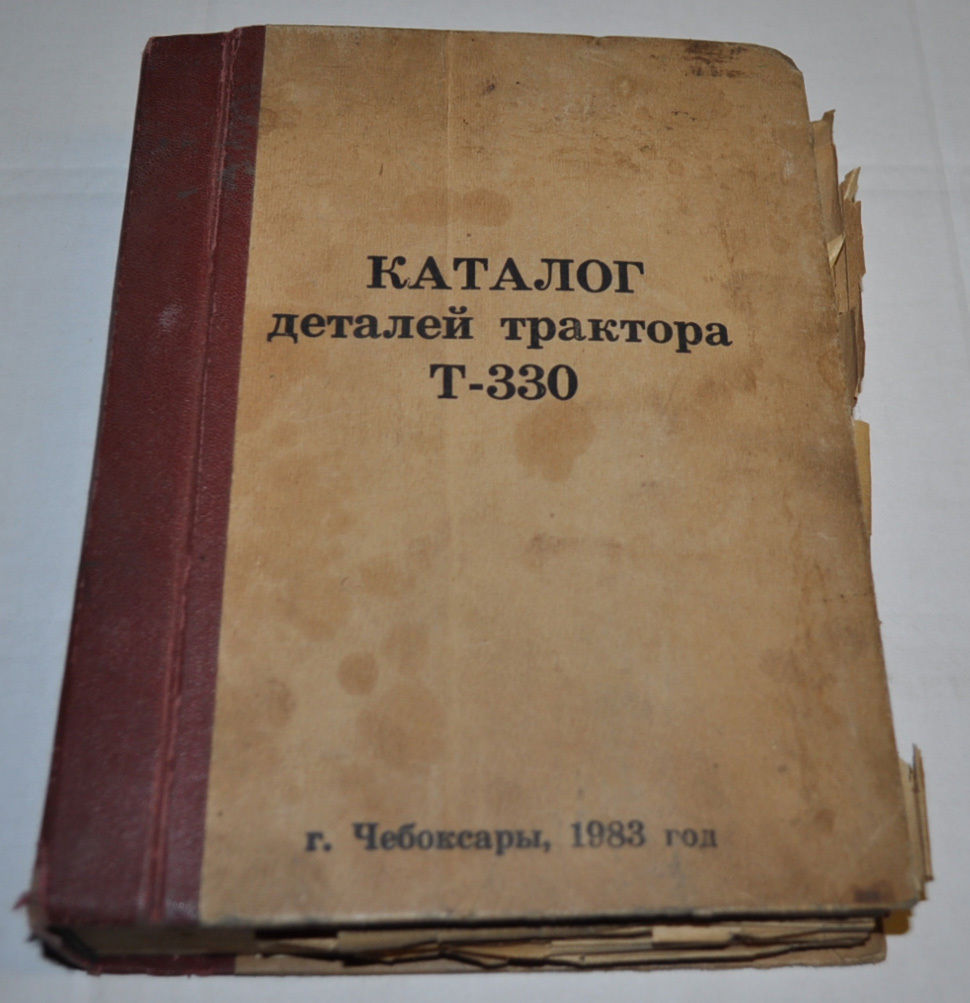 КАТАЛОГ
деталей трактора
Т-330
г. Чебоксары, 1983 год